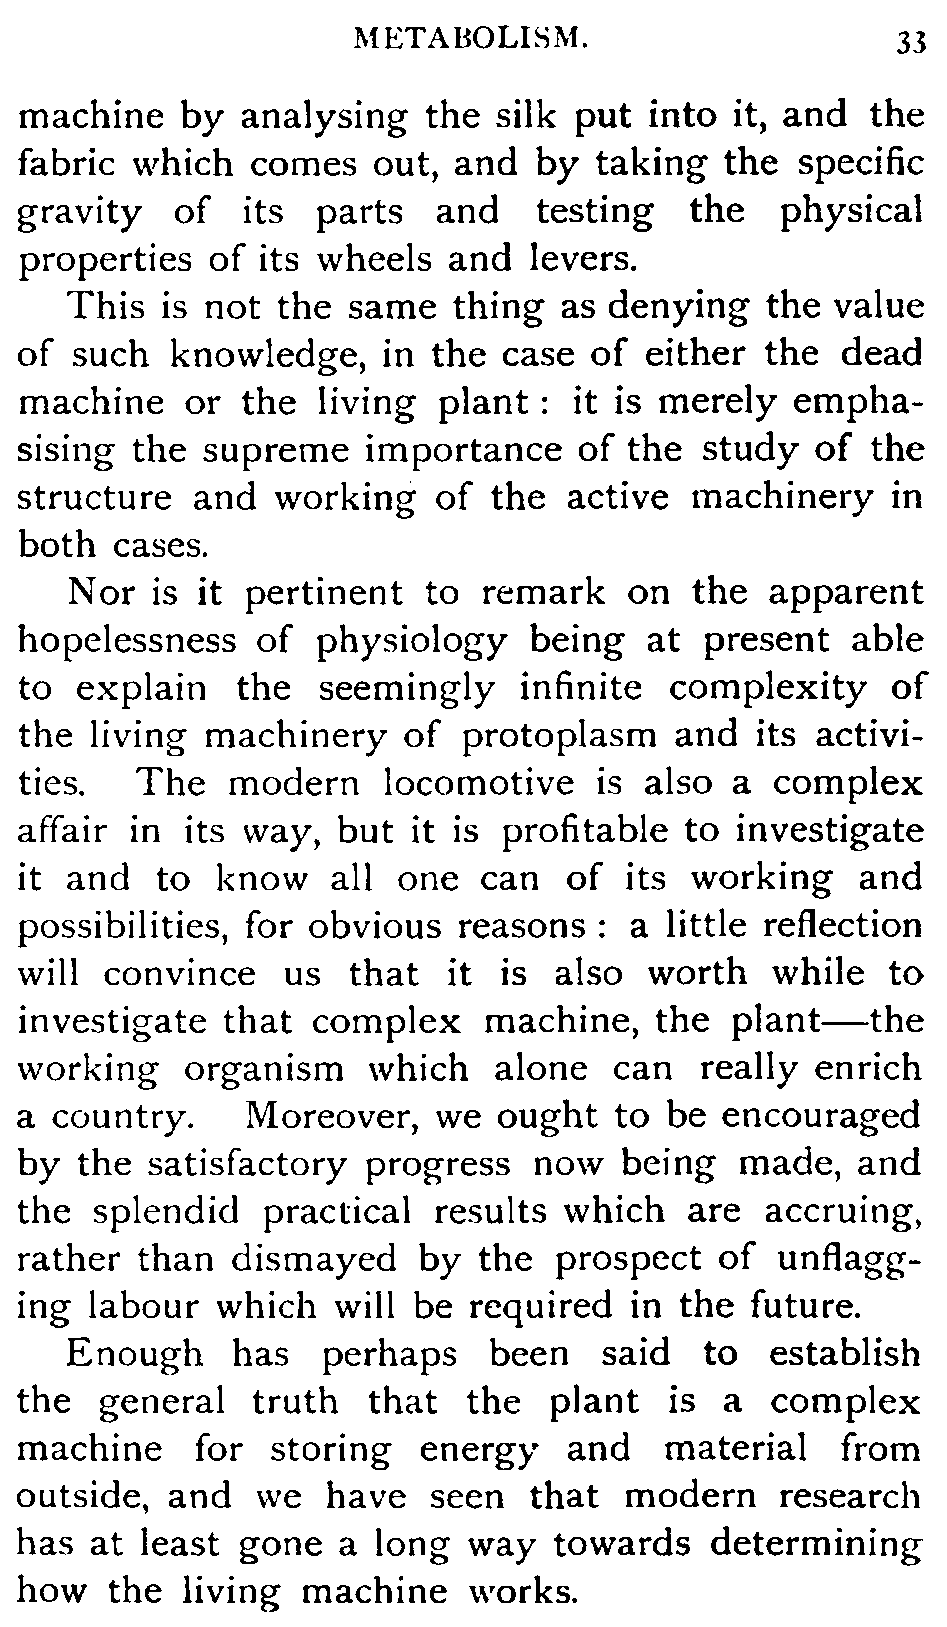 METABOLISM. 33
machine by analysing the silk put into it, and the
fabric which comes out, and by taking the specific
gravity of its parts and testing the physical
properties of its wheels and levers.
This is not the same thing as denying the value
of such knowledge, in the case of either the dead
machine or the living plant : it is merely empha-
sising the supreme importance of the study of the
structure and working of the active machinery in
both cases.
Nor is it pertinent to remark on the apparent
hopelessness of physiology being at present able
to explain the seemingly infinite complexity of
the living machinery of protoplasm and its activi-
ties. The modern locomotive is also a complex
affair in its way, but it is profitable to investigate
it and to know all one can of its working and
possibilities, for obvious reasons : a little reflection
will convince us that it is also worth while to
investigate that complex machine, the plant—the
working organism which alone can really enrich
a country. Moreover, we ought to be encouraged
by the satisfactory progress now being made, and
the splendid practical results which are accruing,
rather than dismayed by the prospect of unflagg-
ing labour which will be required in the future.
Enough has perhaps been said to establish
the general truth that the plant is a complex
machine for storing energy and material from
outside, and we have seen that modern research
has at least gone a long way towards determining
how the living machine works.